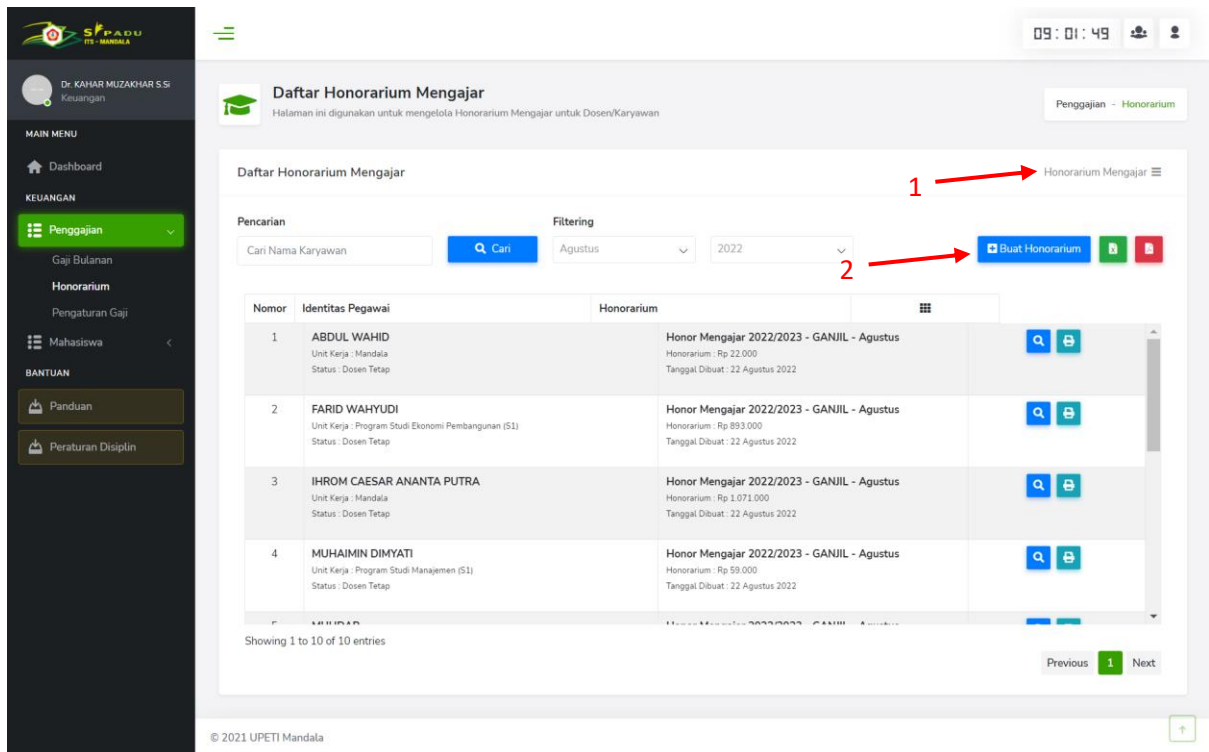 SIPADU
ITS - MANDALA
09:01:49
Dr. KAHAR MUZAKHAR S.Si
Keuangan
MAIN MENU
Dashboard
KEUANGAN
Penggajian
Gaji Bulanan
Honorarium
Pengaturan Gaji
Mahasiswa
BANTUAN
Panduan
Peraturan Disiplin
Daftar Honorarium Mengajar
Halaman ini digunakan untuk mengelola Honorarium Mengajar untuk Dosen/Karyawan
Penggajian - Honorarium
Daftar Honorarium Mengajar
1
Honorarium Mengajar
Pencarian
Filtering
Cari Nama Karyawan
Cari
Agustus
2022
2
Buat Honorarium
Nomor Identitas Pegawai Honorarium
1 ABDUL WAHID Honor Mengajar 2022/2023 - GANJIL - Agustus
Unit Kerja : Mandala Honorarium : Rp 22.000
Status : Dosen Tetap Tanggal Dibuat : 22 Agustus 2022
2 FARID WAHYUDI Honor Mengajar 2022/2023 - GANJIL - Agustus
Unit Kerja : Program Studi Ekonomi Pembangunan (S1) Honorarium : Rp 893.000
Status : Dosen Tetap Tanggal Dibuat : 22 Agustus 2022
3 IHROM CAESAR ANANTA PUTRA Honor Mengajar 2022/2023 - GANJIL - Agustus
Unit Kerja : Mandala Honorarium : Rp 1.071.000
Status : Dosen Tetap Tanggal Dibuat : 22 Agustus 2022
4 MUHAIMIN DIMYATI Honor Mengajar 2022/2023 - GANJIL - Agustus
Unit Kerja : Program Studi Manajemen (S1) Honorarium : Rp 59.000
Status : Dosen Tetap Tanggal Dibuat : 22 Agustus 2022
Showing 1 to 10 of 10 entries
Previous 1 Next
© 2021 UPETI Mandala